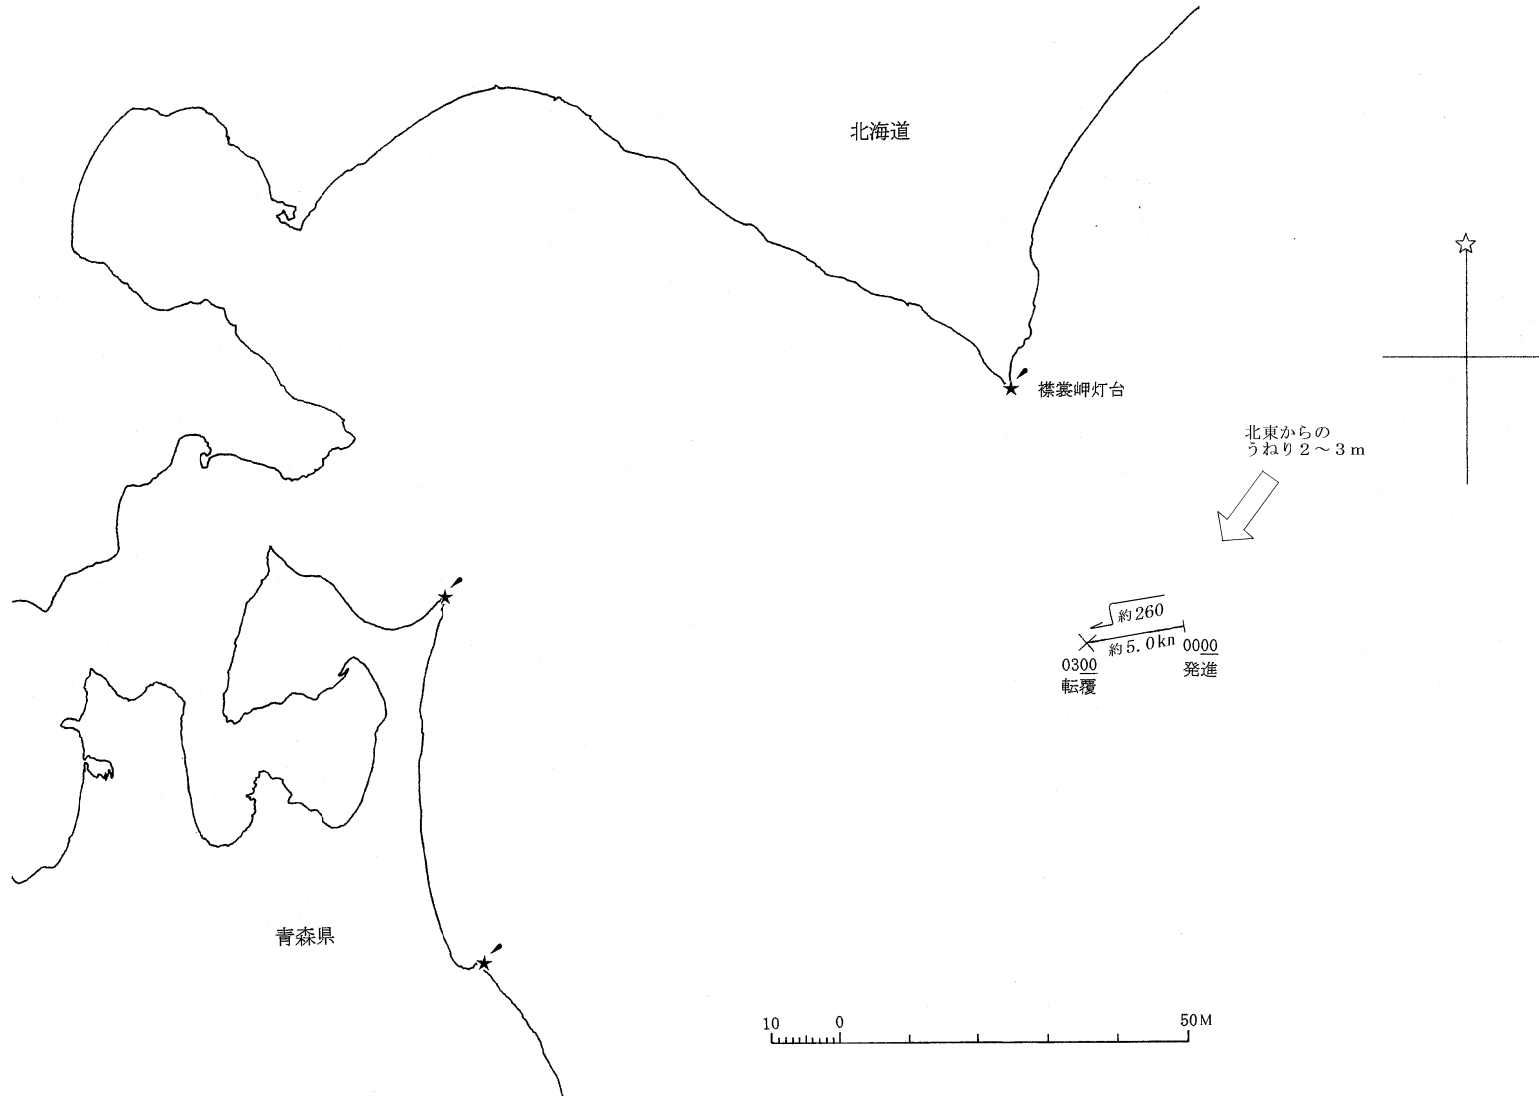 北海道
襟裳岬灯台
北東からの
うねり2～3m
約260
約5.0kn
0000
発進
0300
転覆
青森県
10 0 50M